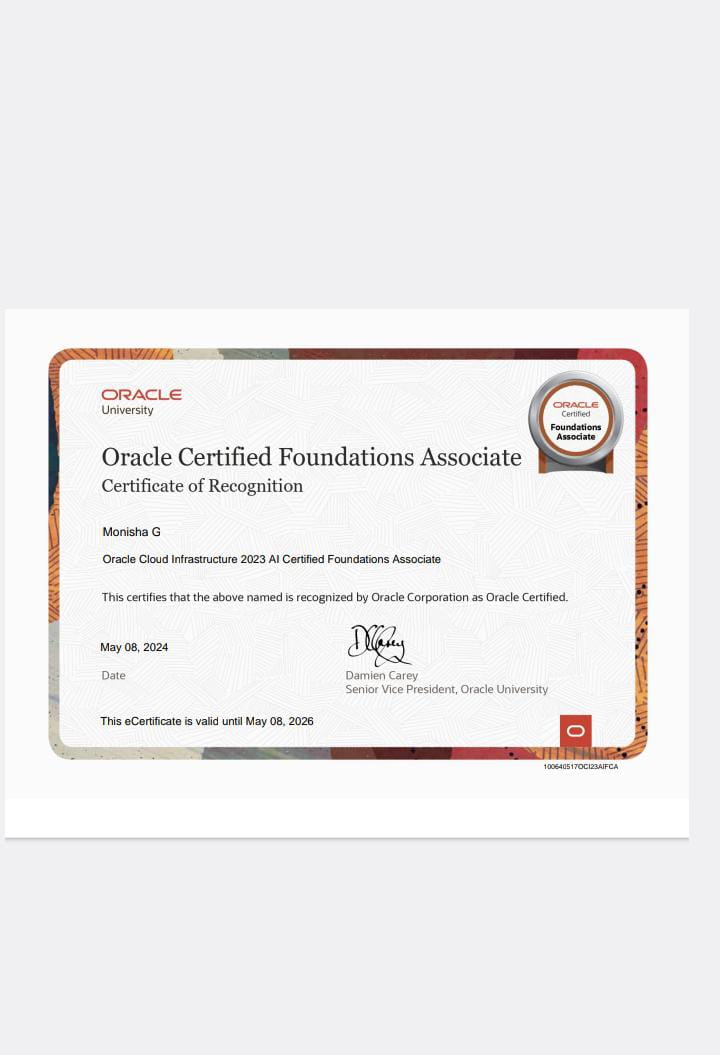 ORACLE
University
ORACLE
Certified
Foundations
Associate
Oracle Certified Foundations Associate
Certificate of Recognition
Monisha G
Oracle Cloud Infrastructure 2023 AI Certified Foundations Associate
This certifies that the above named is recognized by Oracle Corporation as Oracle Certified.
May 08, 2024
Date
Damien Carey
Senior Vice President, Oracle University
This eCertificate is valid until May 08, 2026
100640517OCI23AIFCA